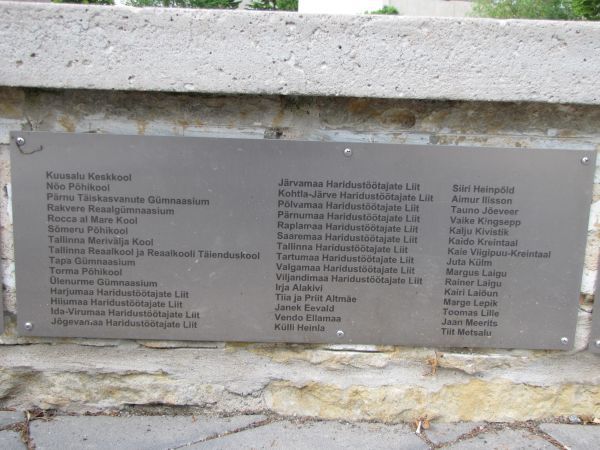 Kuusalu Keskkool
Nõo Põhikool
Pärnu Täiskasvanute Gümnaasium
Rakvere Reaalgümnaasium
Rocca al Mare Kool
Sõmeru Põhikool
Tallinna Merivälja Kool
Tallinna Reaalkool ja Reaalkooli Täienduskool
Tapa Gümnaasium
Torma Põhikool
Ülenurme Gümnaasium
Harjumaa Haridustöötajate Liit
Hiiumaa Haridustöötajate Liit
Ida-Virumaa Haridustöötajate Liit
Jõgevamaa Haridustöötajate Liit
Järvamaa Haridustöötajate Liit
Kohtla-Järve Haridustöötajate Liit
Põlvamaa Haridustöötajate Liit
Pärnumaa Haridustöötajate Liit
Raplamaa Haridustöötajate Liit
Saaremaa Haridustöötajate Liit
Tallinna Haridustöötajate Liit
Tartumaa Haridustöötajate Liit
Valgamaa Haridustöötajate Liit
Viljandimaa Haridustöötajate Liit
Irja Alakivi
Tiia ja Priit Altmäe
Janek Eevald
Vendo Ellamaa
Külli Heinla
Siiri Heinpõld
Aimur Ilisson
Tauno Jõeveer
Vaike Kingsepp
Kalju Kivistik
Kaido Kreintaal
Kaie Viigipuu-Kreintaal
Juta Külm
Margus Laigu
Rainer Laigu
Kairi Laidun
Marge Lepik
Toomas Lille
Jaan Meerits
Tiit Metsalu